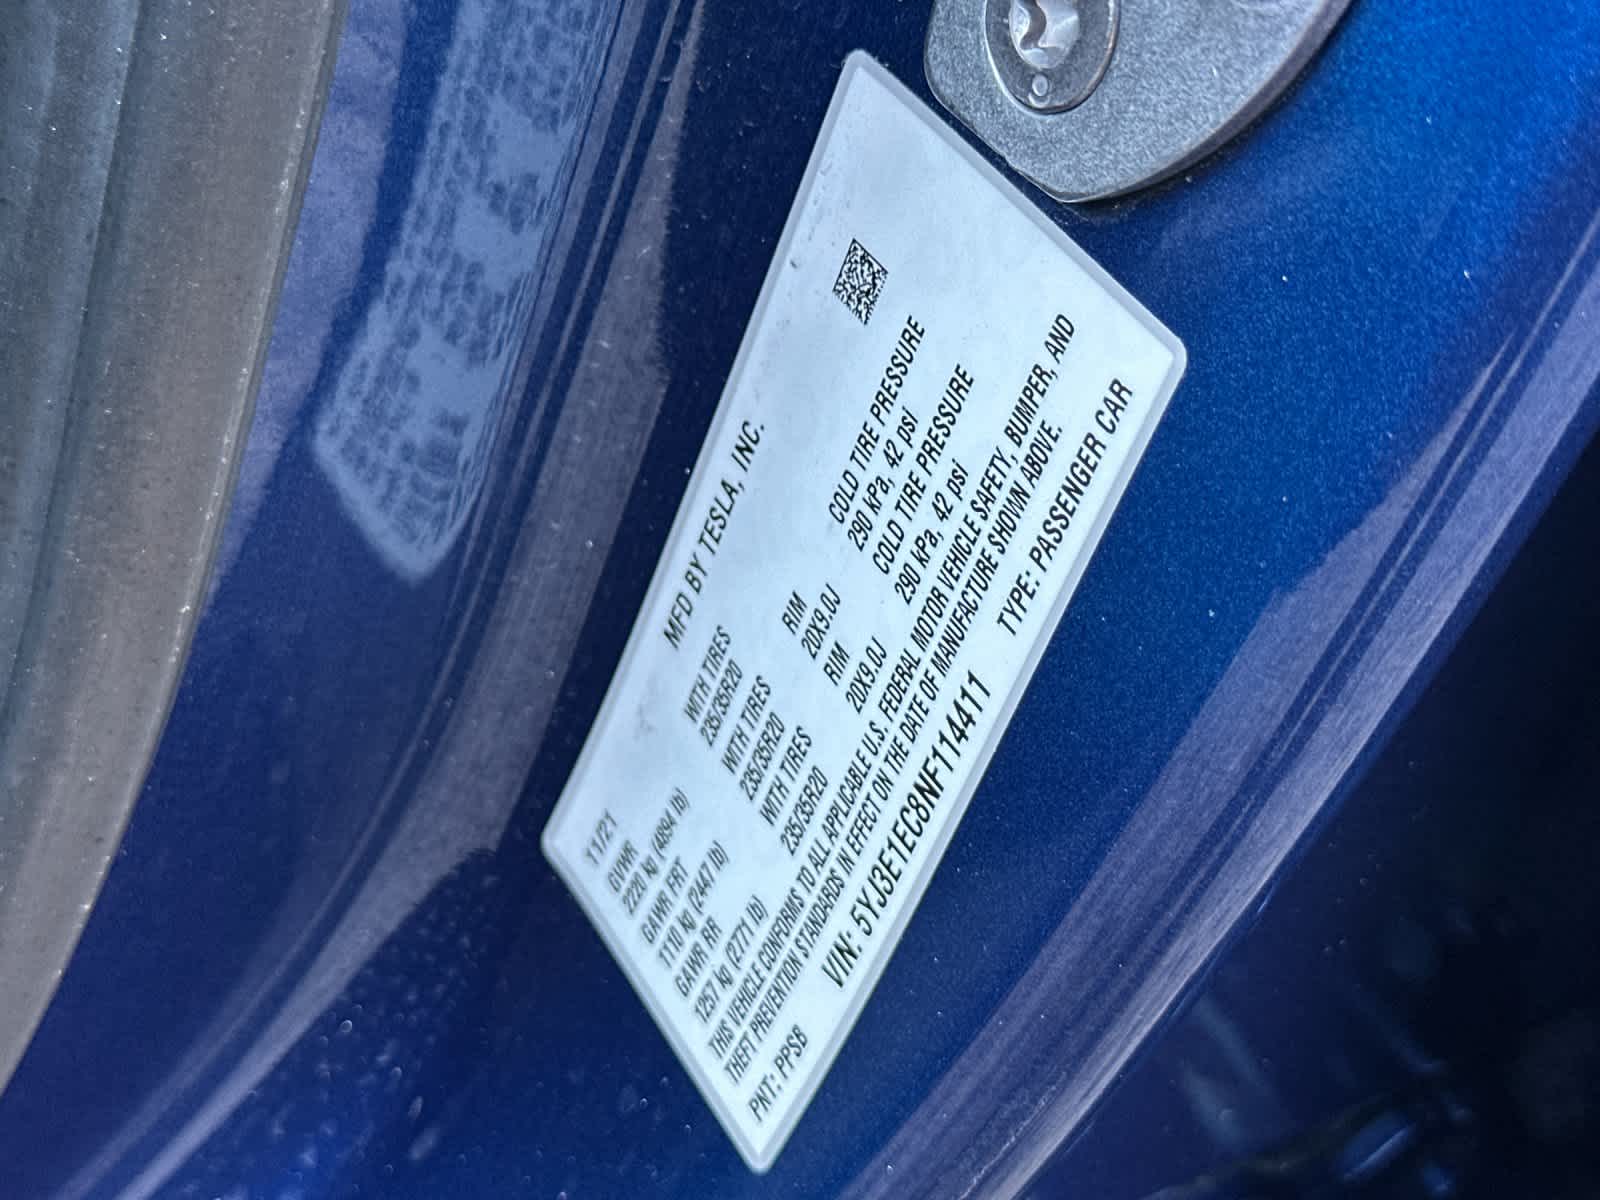 MFD BY TESLA, INC.
11/21
GVWR
2220 kg (4894 lb)
WITH TIRES
235/35R20
RIM
20X9.0J
COLD TIRE PRESSURE
290 kPa, 42 psi
GAWR FRT
1110 kg (2447 lb)
WITH TIRES
235/35R20
RIM
20X9.0J
COLD TIRE PRESSURE
290 kPa, 42 psi
GAWR RR
1257 kg (2771 lb)
WITH TIRES
235/35R20
THIS VEHICLE CONFORMS TO ALL APPLICABLE U.S. FEDERAL MOTOR VEHICLE SAFETY, BUMPER, AND
THEFT PREVENTION STANDARDS IN EFFECT ON THE DATE OF MANUFACTURE SHOWN ABOVE.
VIN: 5YJ3E1EC8NF114411
TYPE: PASSENGER CAR
PNT: PPSB